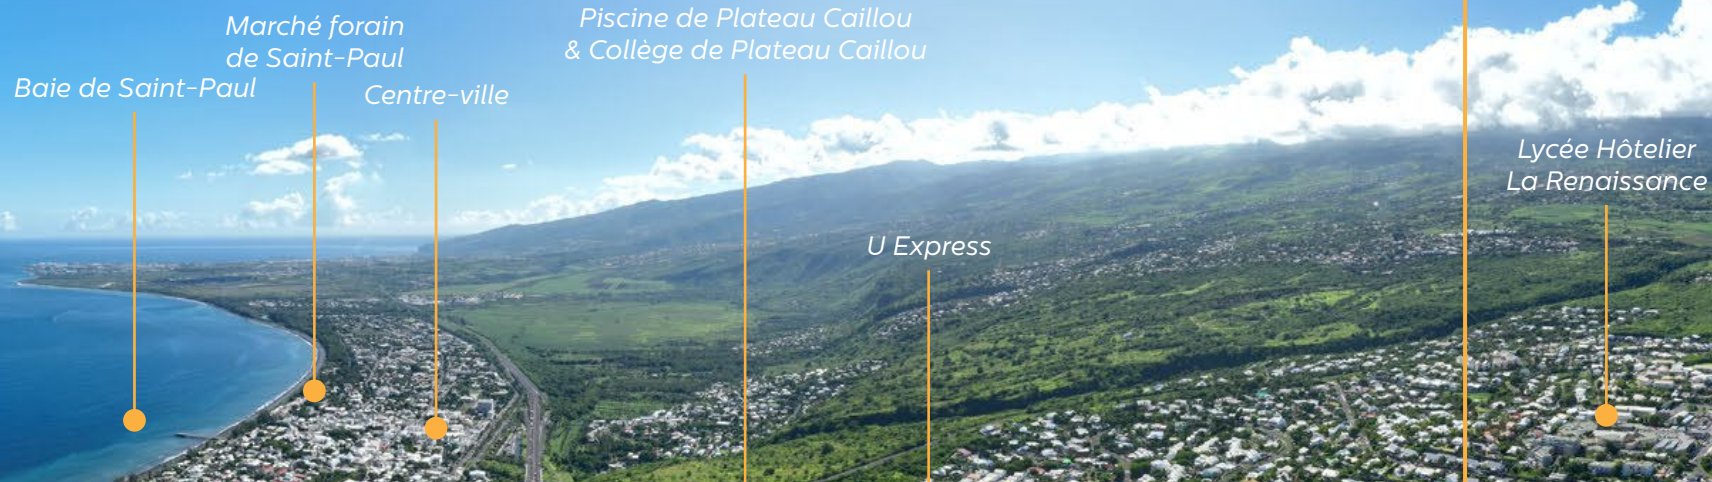 Baie de Saint-Paul
Marché forain
de Saint-Paul
Centre-ville
Piscine de Plateau Caillou
& Collège de Plateau Caillou
U Express
Lycée Hôtelier
La Renaissance